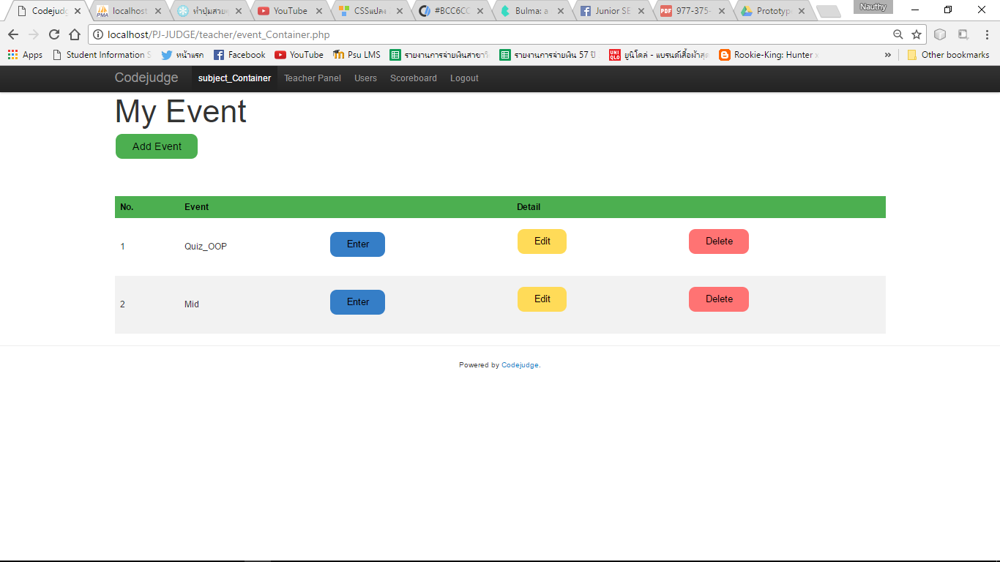 Codejudg localhost ทำปุ่มสวยๆ YouTube CSSแปลง #BCC6CC Bulma: a Junior SE 977-375- Prototype Nauthy
localhost/PJ-JUDGE/teacher/event_Container.php
Apps Student Information S หน้าแรก Facebook YouTube Psu LMS รายงานการจ่ายเงินสาขาวิ รายงานการจ่ายเงิน 57 ปี ยูนิโคล่ - แบรนด์เสื้อผ้าสุด Rookie-King: Hunter x » Other bookmarks
Codejudge subject_Container Teacher Panel Users Scoreboard Logout
My Event
Add Event
No. Event Detail
1 Quiz_OOP Enter Edit Delete
2 Mid Enter Edit Delete
Powered by Codejudge.